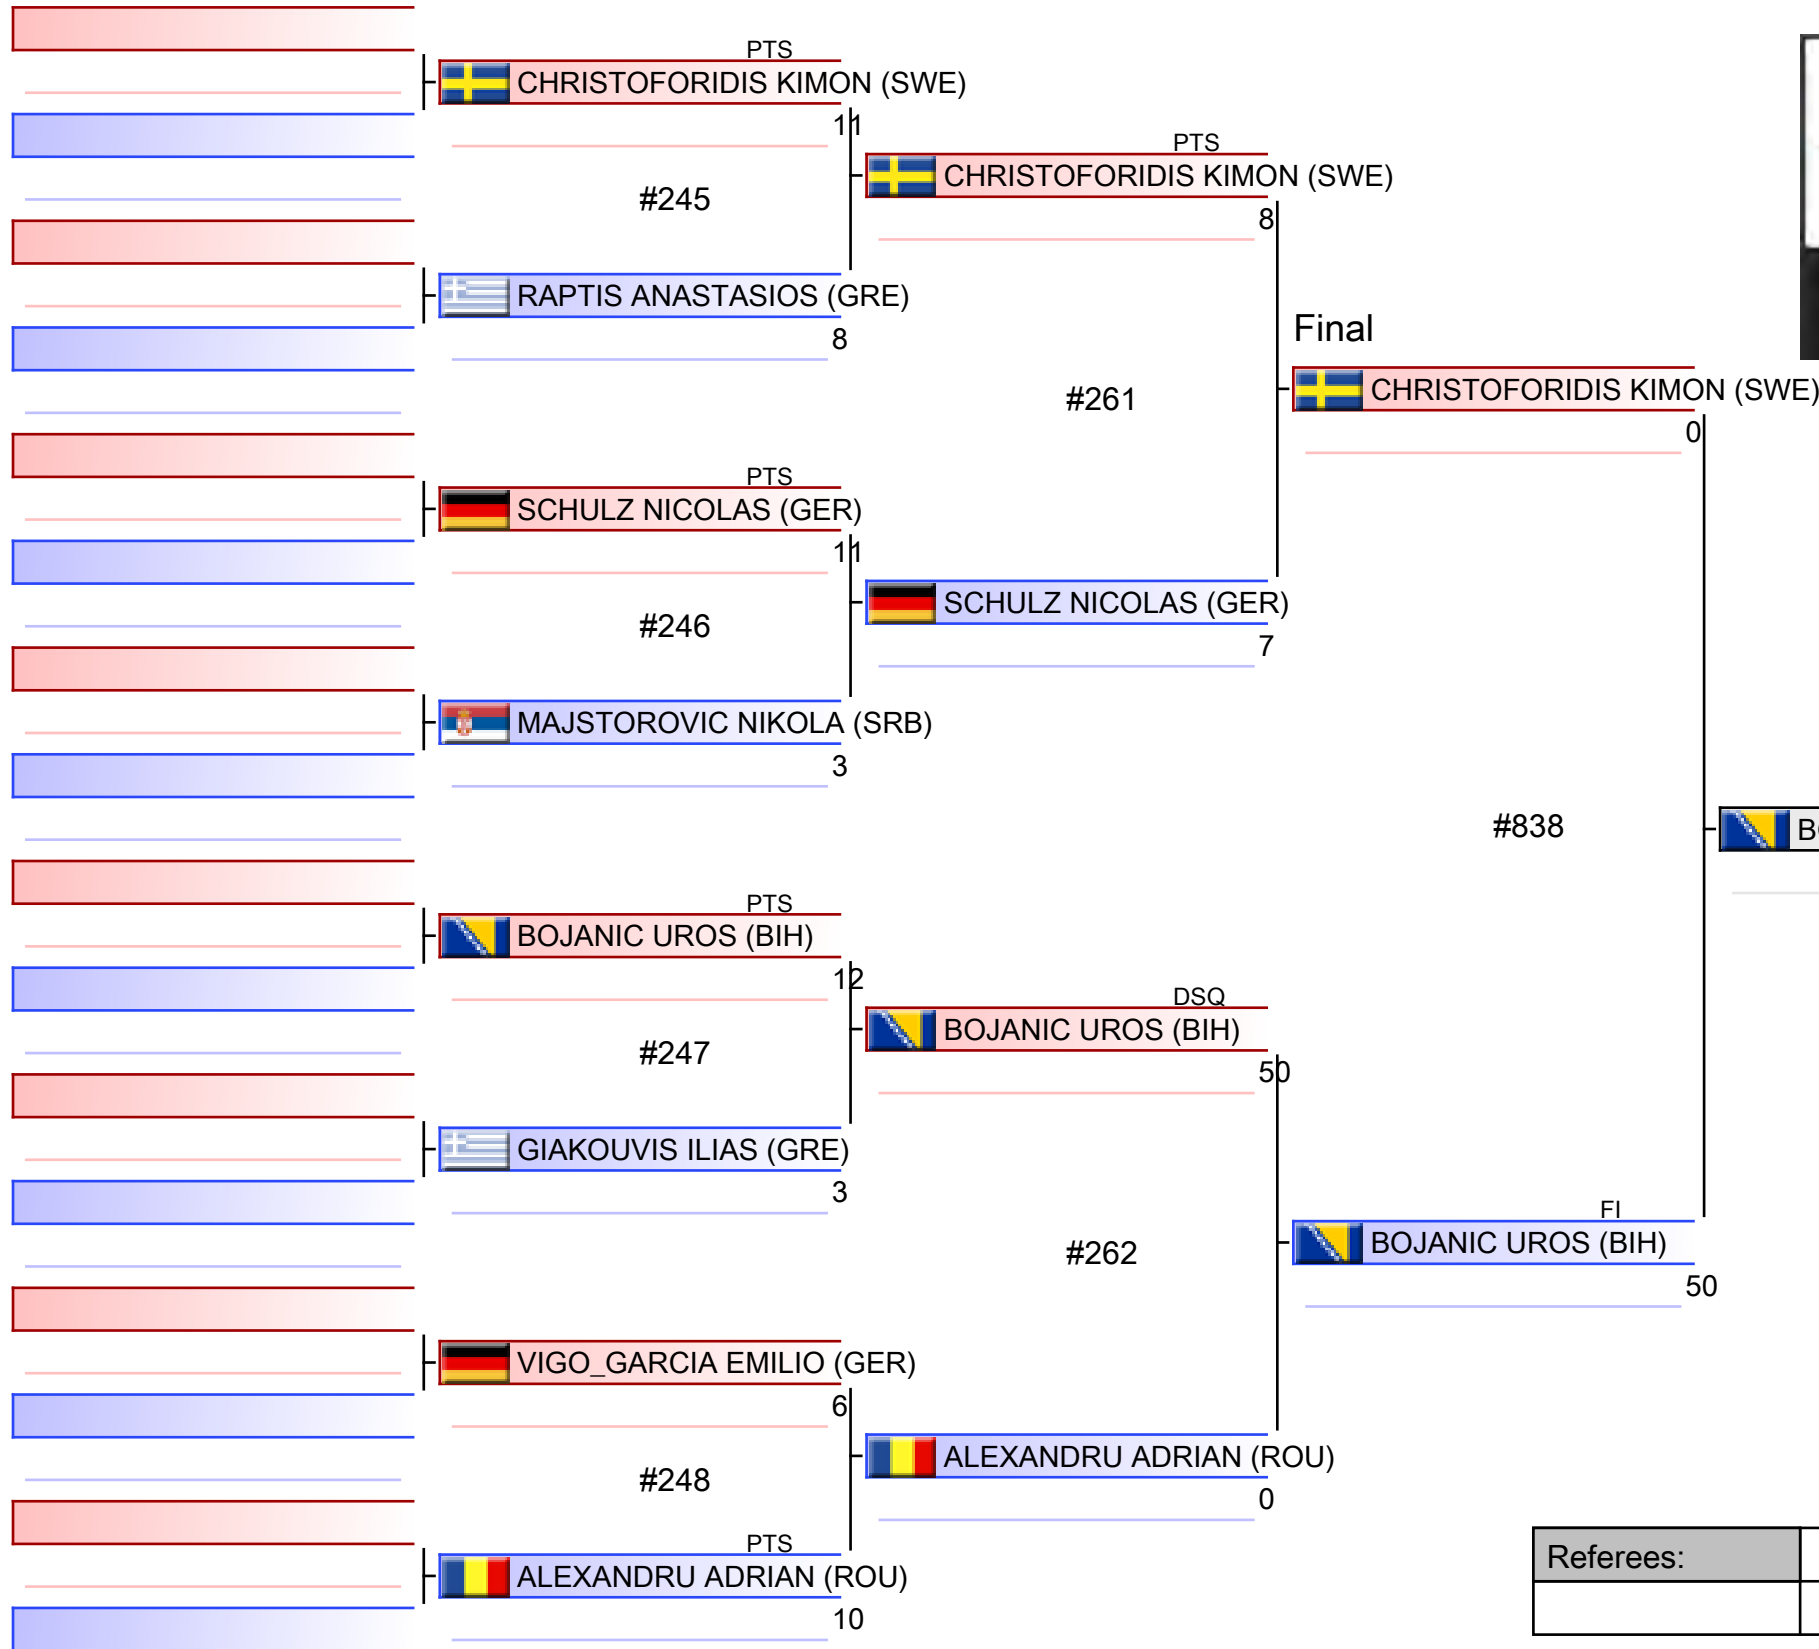 PTS
CHRISTOFORIDIS KIMON (SWE)
11
#245
RAPTIS ANASTASIOS (GRE)
8
PTS
SCHULZ NICOLAS (GER)
11
#246
MAJSTOROVIC NIKOLA (SRB)
3
PTS
BOJANIC UROS (BIH)
12
#247
GIAKOUVIS ILIAS (GRE)
3
VIGO_GARCIA EMILIO (GER)
6
#248
PTS
ALEXANDRU ADRIAN (ROU)
10
PTS
CHRISTOFORIDIS KIMON (SWE)
8
#261
SCHULZ NICOLAS (GER)
7
DSQ
BOJANIC UROS (BIH)
50
#262
ALEXANDRU ADRIAN (ROU)
0
Final
CHRISTOFORIDIS KIMON (SWE)
0
#838
FI
BOJANIC UROS (BIH)
50
Referees: